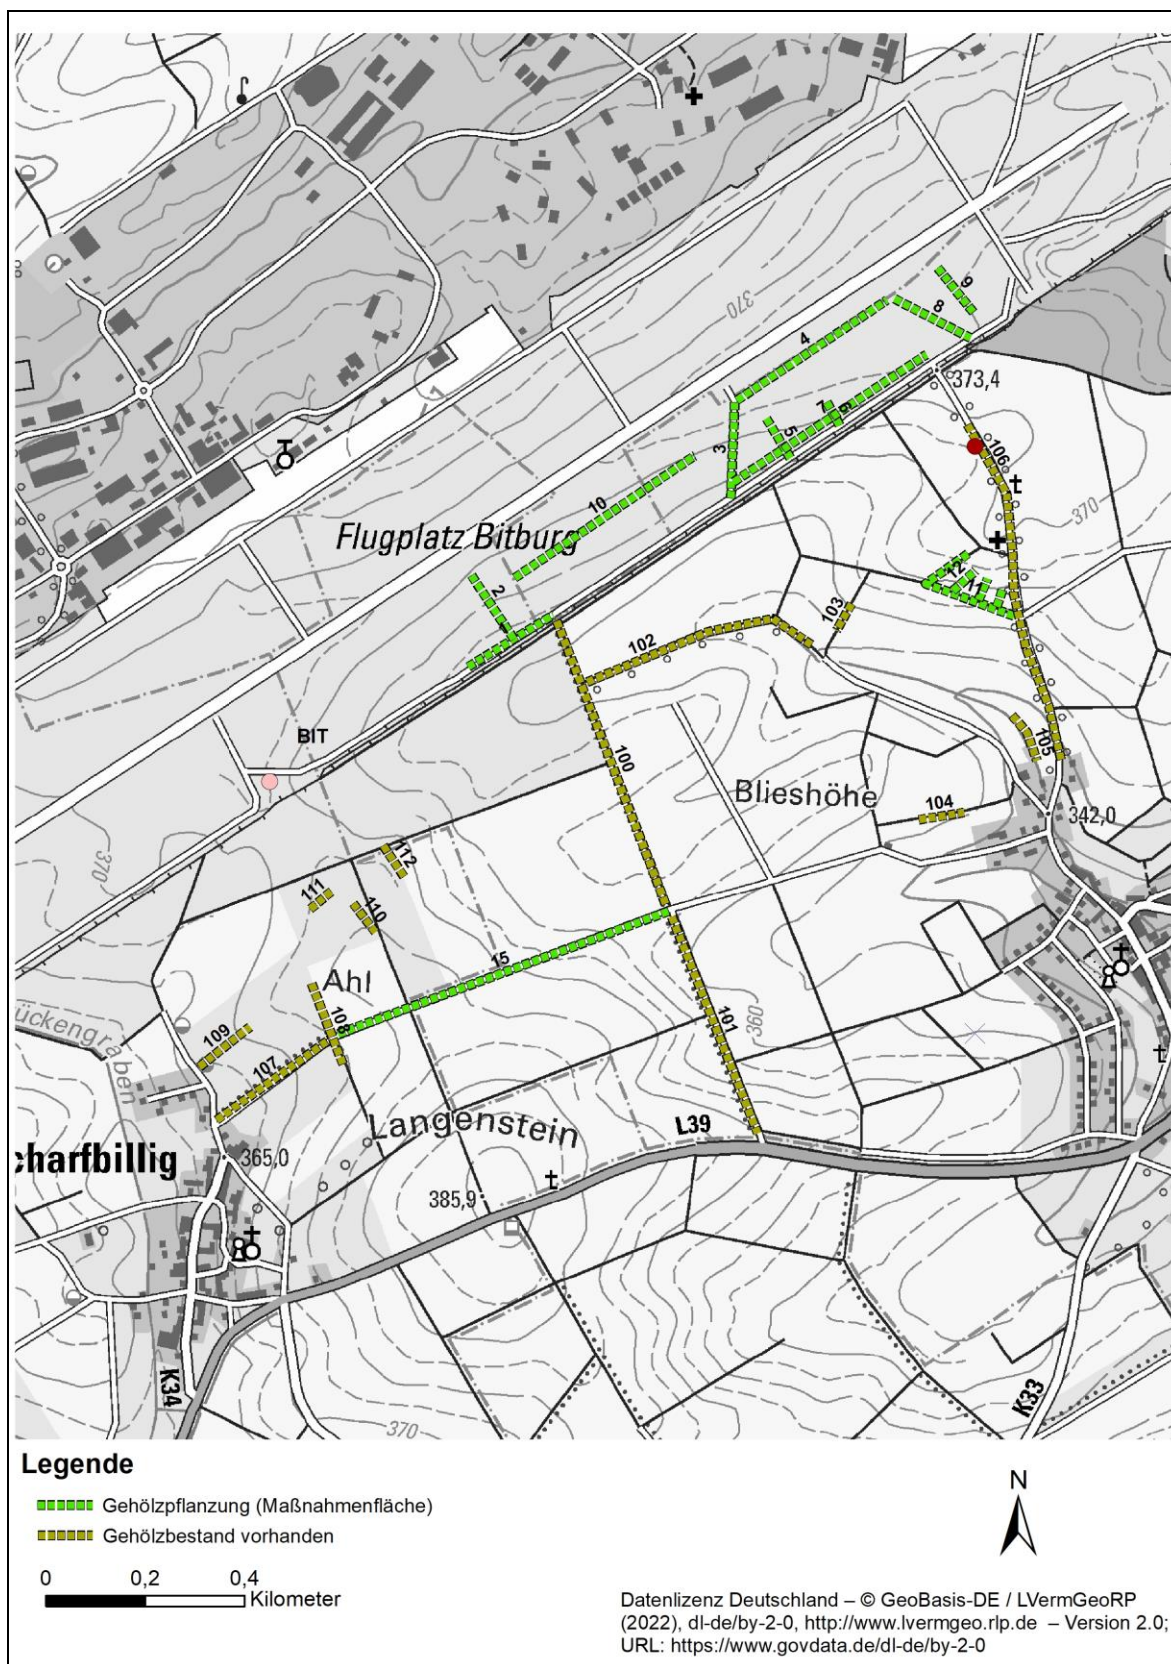 370
9
8
4
373,4
7
6
5
3
106
370
10
Flugplatz Bitburg
12
11
2
103
102
BIT
100
105
Blieshöhe
104
342,0
370
112
111
110
15
Ahl
108
101
360
ückengraben
109
107
Langenstein
L39
charfbillig
365,0
385,9
K34
K33
370
Legende
Gehölzpflanzung (Maßnahmenfläche)
Gehölzbestand vorhanden
N
0 0,2 0,4
Kilometer
Datenlizenz Deutschland – © GeoBasis-DE / LVermGeoRP
(2022), dl-de/by-2-0, http://www.lvermgeo.rlp.de – Version 2.0;
URL: https://www.govdata.de/dl-de/by-2-0